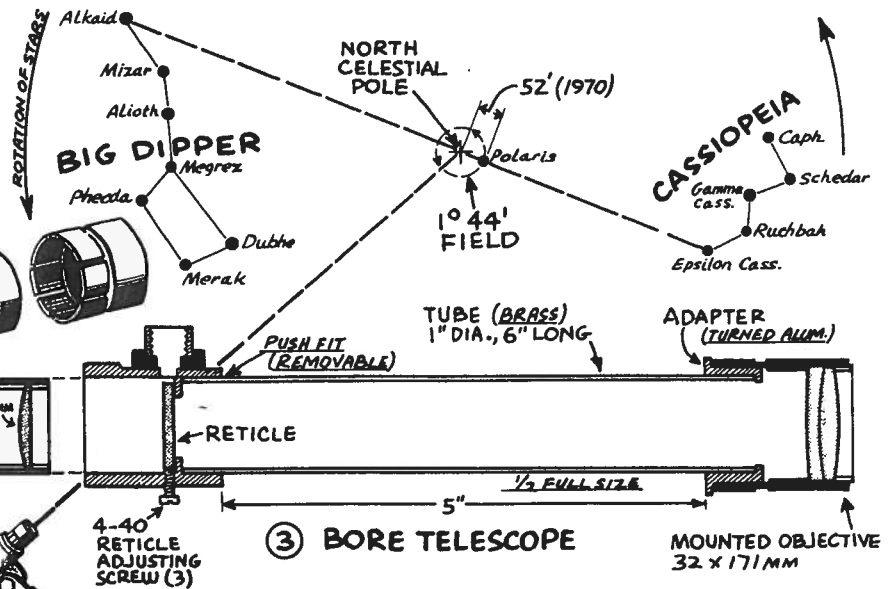 Alkaid
ROTATION OF STARS
Mizar
Alioth
BIG DIPPER
Megrez
Phecda
Dubhe
Merak
NORTH
CELESTIAL
POLE
52' (1970)
Polaris
1° 44'
FIELD
CASSIOPEIA
Caph
Schedar
Gamma
Cass.
Ruchbah
Epsilon Cass.
PUSH FIT
(REMOVABLE)
TUBE (BRASS)
1" DIA., 6" LONG
ADAPTER
(TURNED ALUM.)
RETICLE
1/2 FULL SIZE
5"
4-40
RETICLE
ADJUSTING
SCREW (3)
3 BORE TELESCOPE
MOUNTED OBJECTIVE
32 x 171 MM